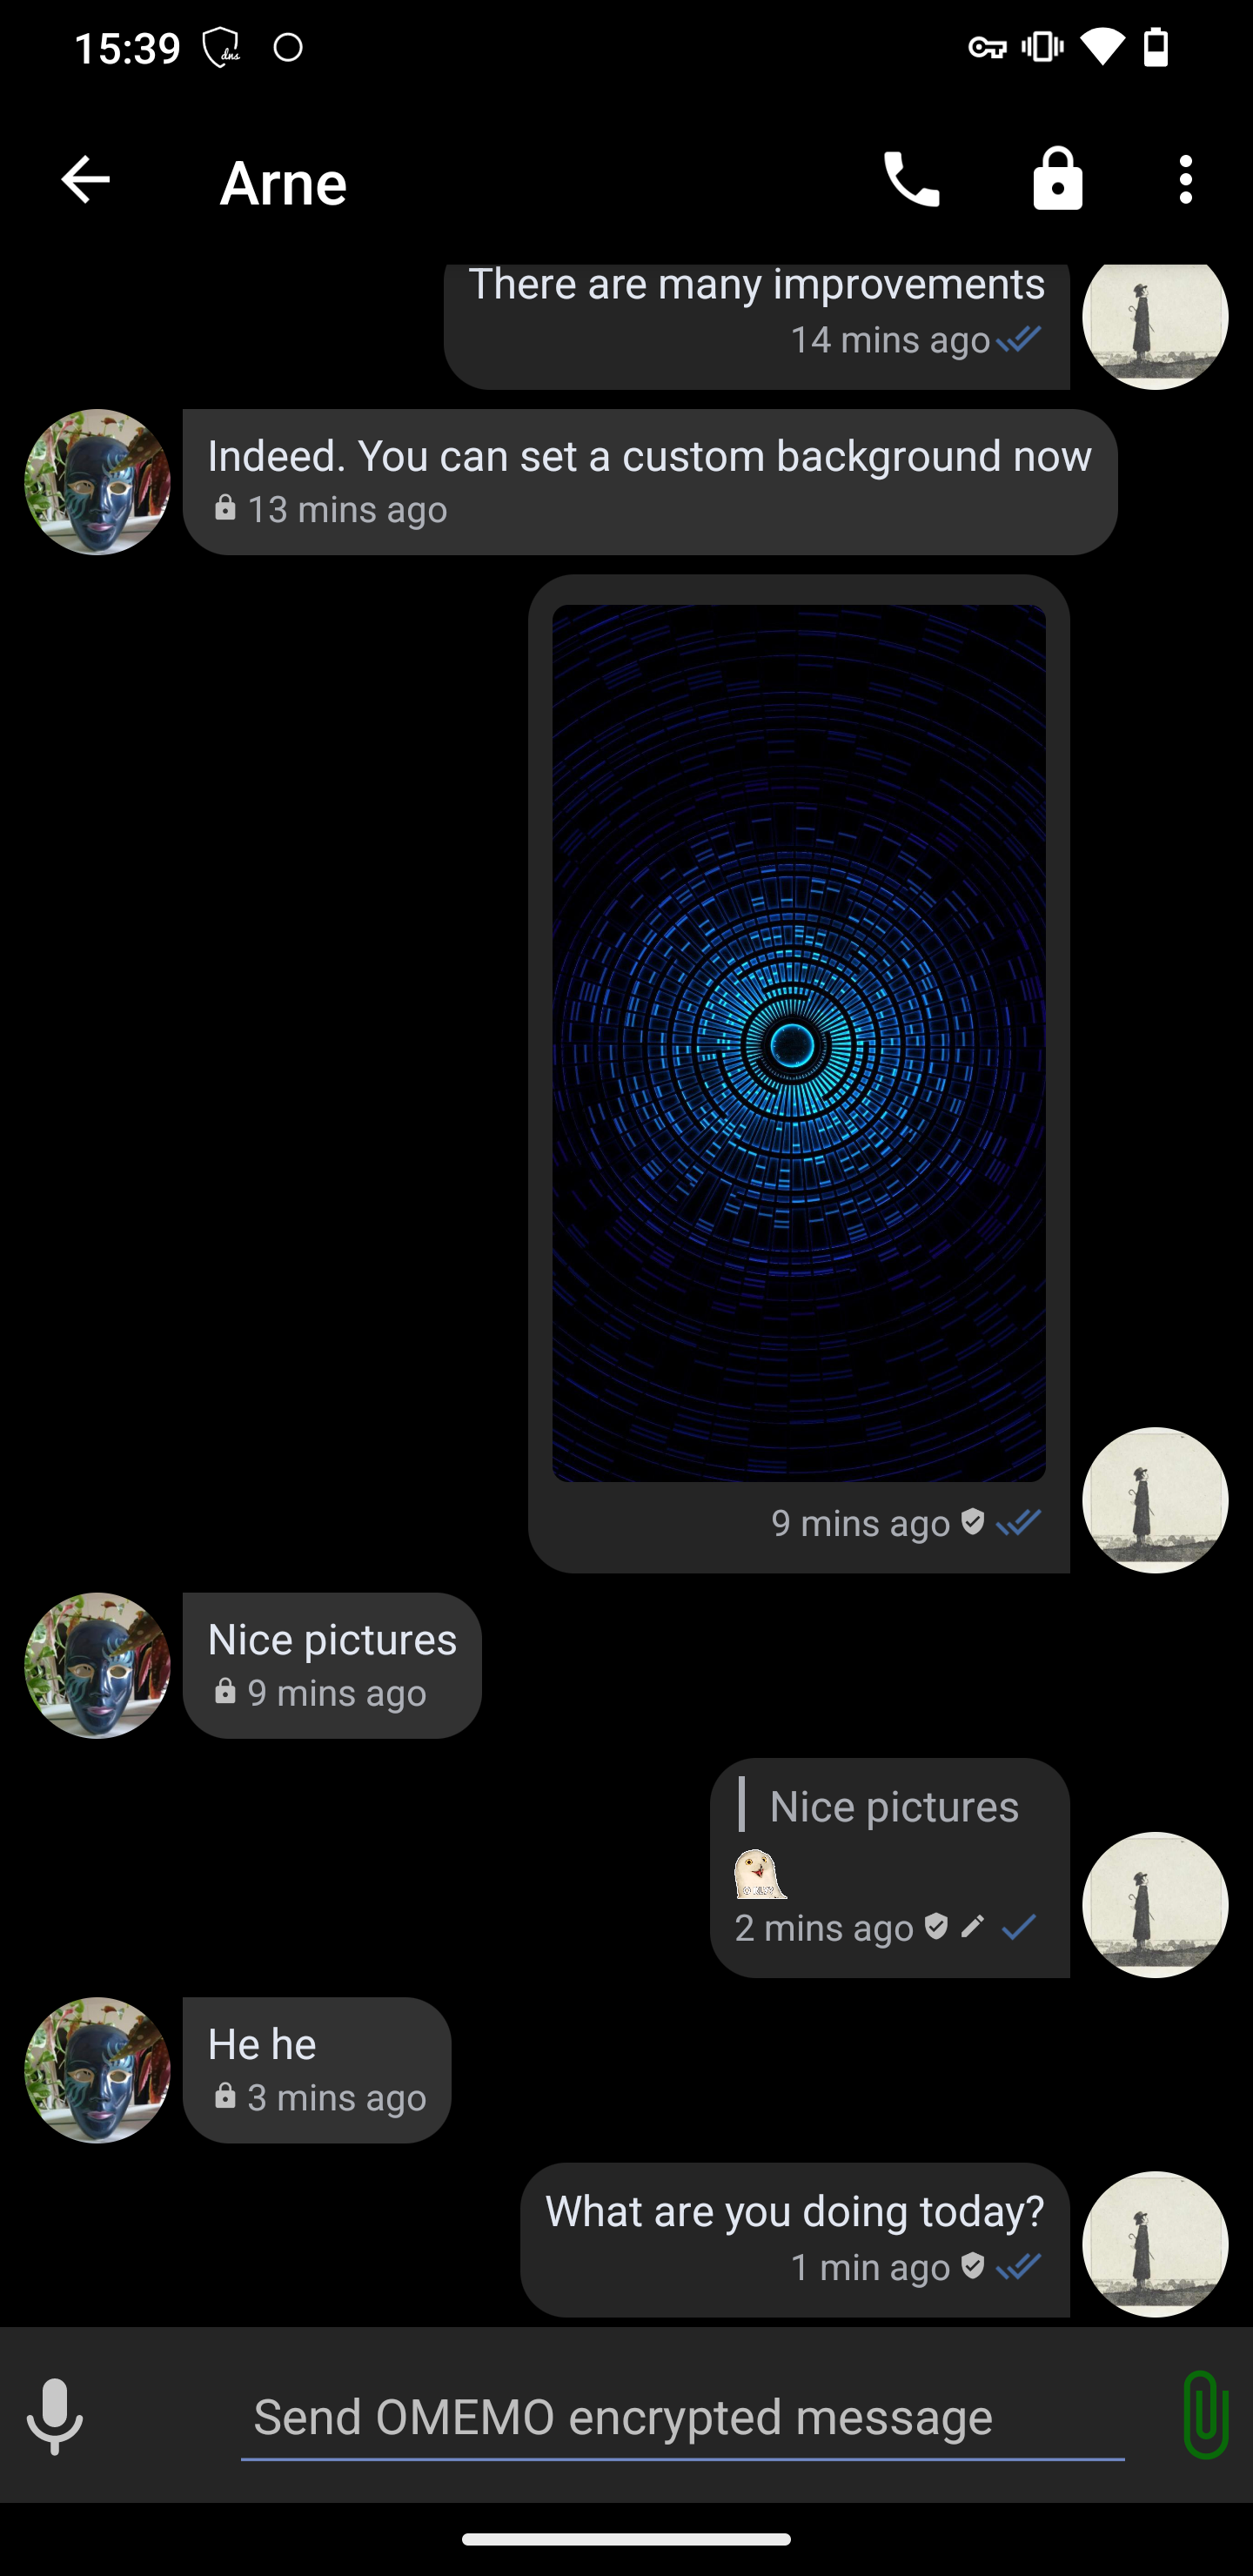 15:39
dns
Arne
There are many improvements
14 mins ago
Indeed. You can set a custom background now
13 mins ago
9 mins ago
Nice pictures
9 mins ago
Nice pictures
2 mins ago
He he
3 mins ago
What are you doing today?
1 min ago
Send OMEMO encrypted message